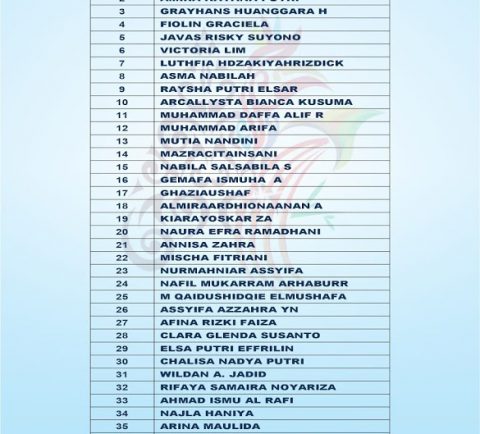 3 GRAYHANS HUANGGARA H
4 FIOLIN GRACIELA
5 JAVAS RISKY SUYONO
6 VICTORIA LIM
7 LUTHFIA HDZAKIYAHRIZDICK
8 ASMA NABILAH
9 RAYSHA PUTRI ELSAR
10 ARCALLYSTA BIANCA KUSUMA
11 MUHAMMAD DAFFA ALIF R
12 MUHAMMAD ARIFA
13 MUTIA NANDINI
14 MAZRACITAINSANI
15 NABILA SALSABILA S
16 GEMAFA ISMUHA A
17 GHAZIAUSHAF
18 ALMIRAARDHIONAANAN A
19 KIARAYOSKAR ZA
20 NAURA EFRA RAMADHANI
21 ANNISA ZAHRA
22 MISCHA FITRIANI
23 NURMAHNIAR ASSYIFA
24 NAFIL MUKARRAM ARHABURR
25 M QAIDUSHIDQIE ELMUSHAFA
26 ASSYIFA AZZAHRA YN
27 AFINA RIZKI FAIZA
28 CLARA GLENDA SUSANTO
29 ELSA PUTRI EFFRILIN
30 CHALISA NADYA PUTRI
31 WILDAN A. JADID
32 RIFAYA SAMAIRA NOYARIZA
33 AHMAD ISMU AL RAFI
34 NAJLA HANIYA
35 ARINA MAULIDA